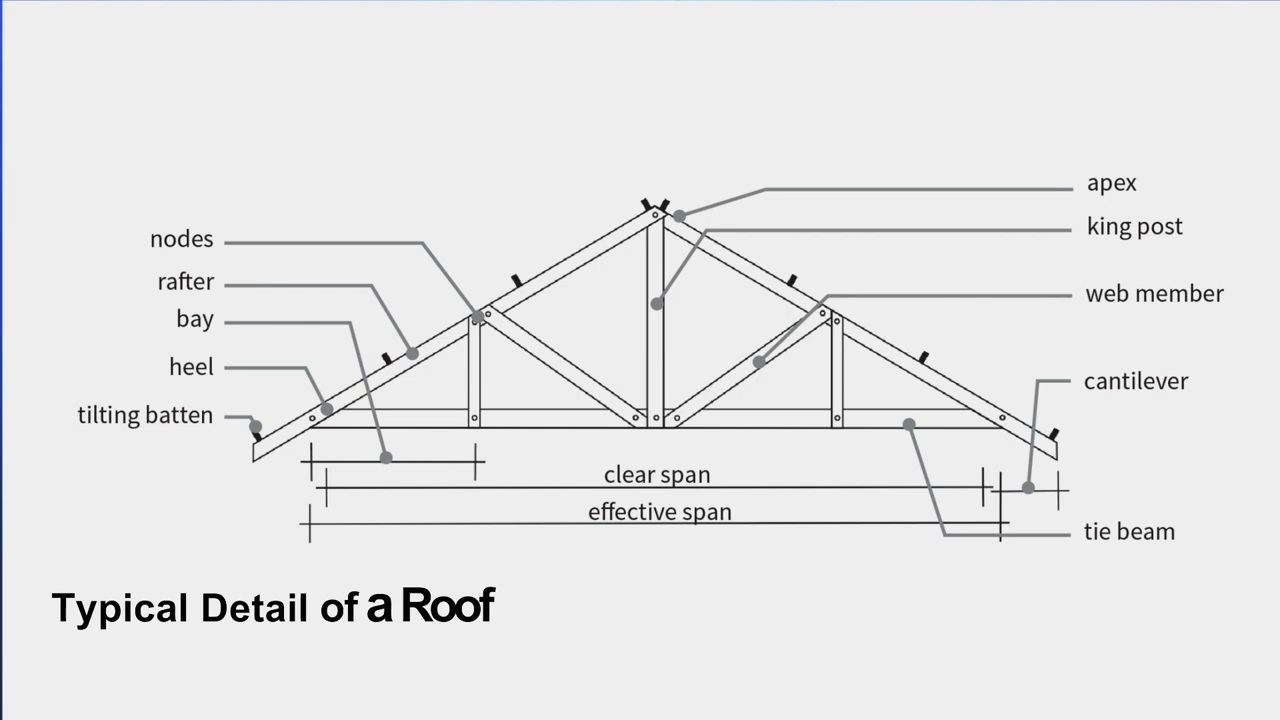 nodes
rafter
bay
heel
tilting batten
apex
king post
web member
cantilever
tie beam
clear span
effective span
Typical Detail of a Roof